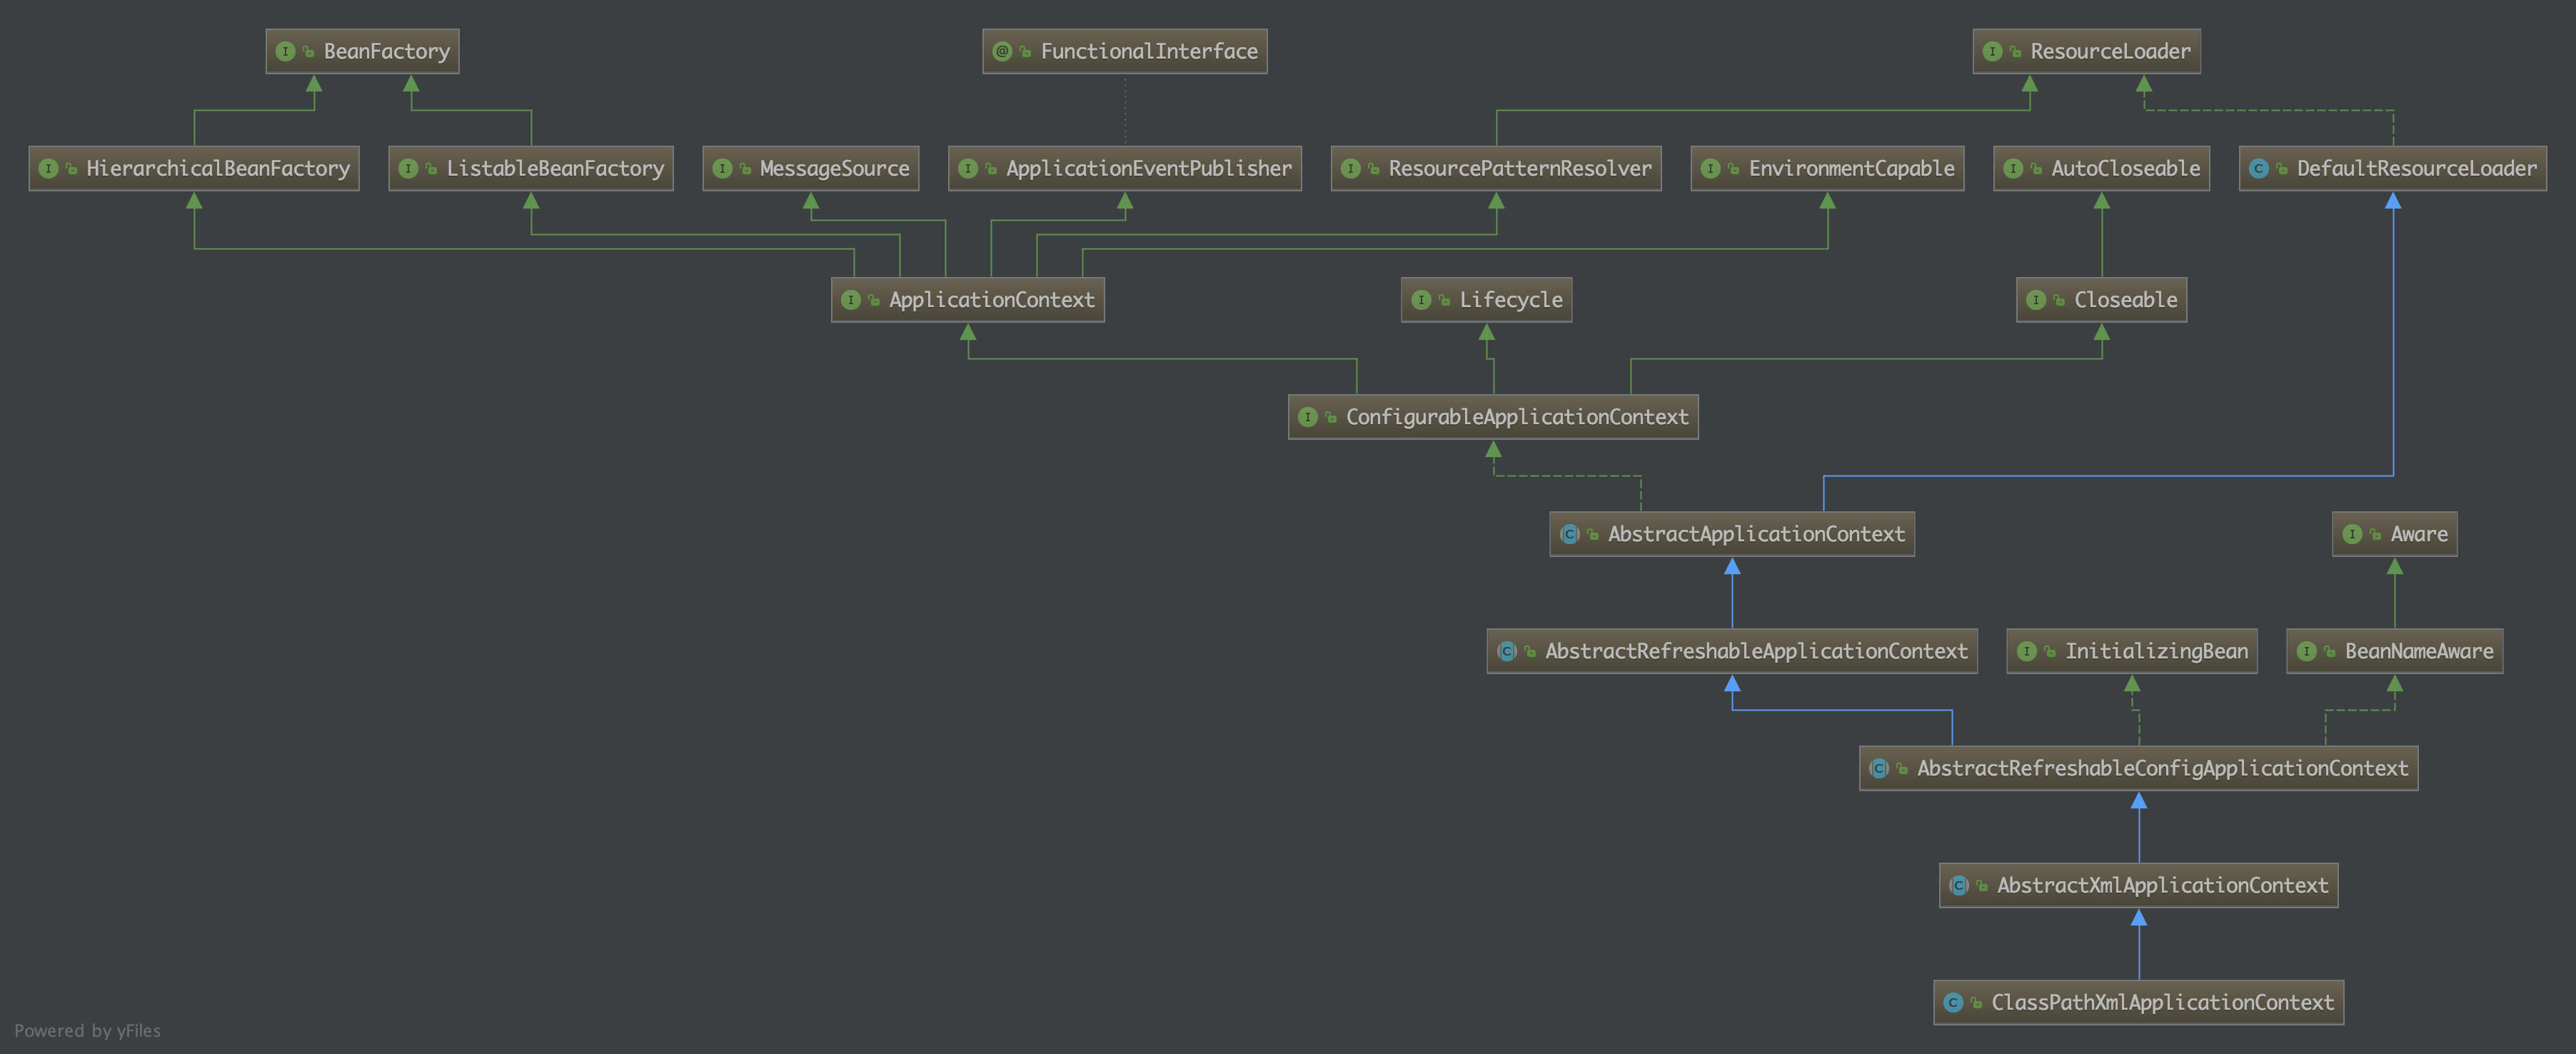 BeanFactory
FunctionalInterface
ResourceLoader
HierarchicalBeanFactory
ListableBeanFactory
MessageSource
ApplicationEventPublisher
ResourcePatternResolver
EnvironmentCapable
AutoCloseable
DefaultResourceLoader
ApplicationContext
Lifecycle
Closeable
ConfigurableApplicationContext
AbstractApplicationContext
Aware
AbstractRefreshableApplicationContext
InitializingBean
BeanNameAware
AbstractRefreshableConfigApplicationContext
AbstractXmlApplicationContext
ClassPathXmlApplicationContext
Powered by yFiles